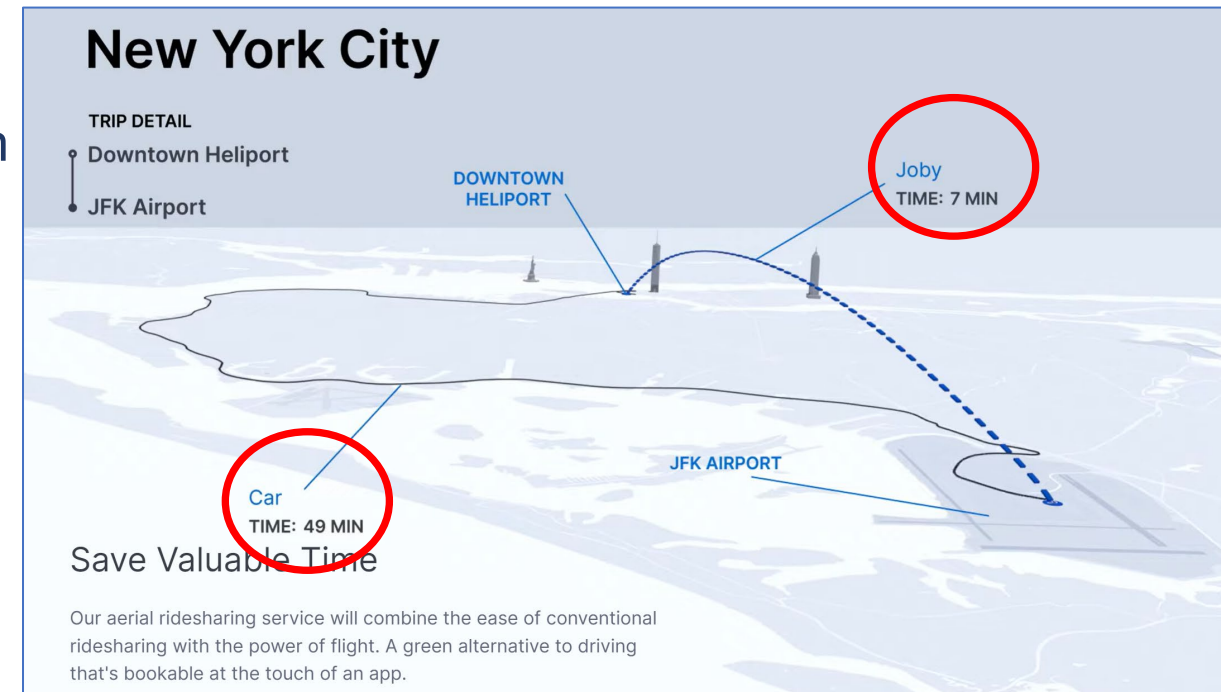 New York City
TRIP DETAIL
Downtown Heliport
JFK Airport
DOWNTOWN
HELIPORT
Joby
TIME: 7 MIN
JFK AIRPORT
Car
TIME: 49 MIN
Save Valuable Time
Our aerial ridesharing service will combine the ease of conventional
ridesharing with the power of flight. A green alternative to driving
that's bookable at the touch of an app.